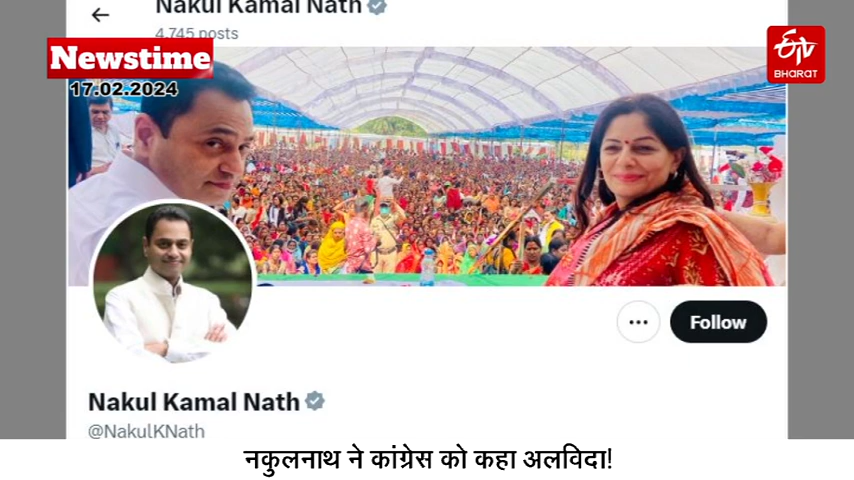 Nakul Kamal Nath
4,745 posts
Newstime
17.02.2024
ETV
BHARAT
Follow
Nakul Kamal Nath
@NakulKNath
नकुलनाथ ने कांग्रेस को कहा अलविदा!